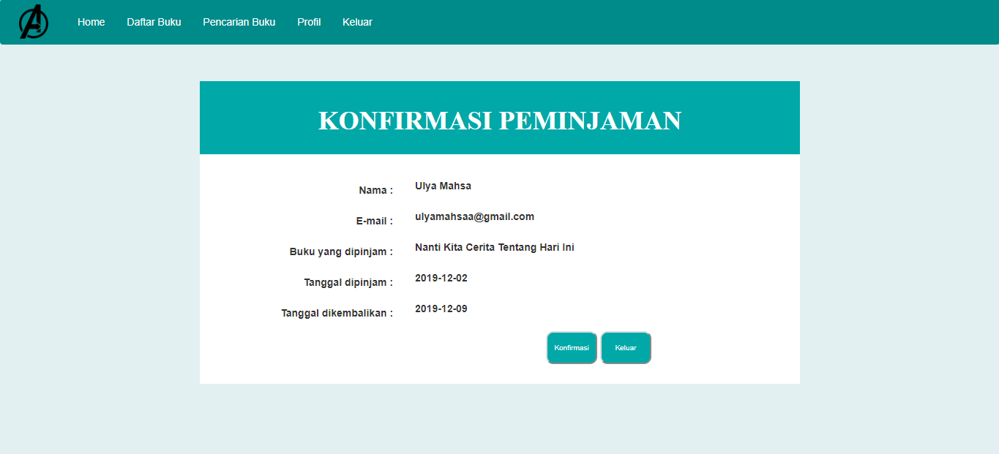 Home Daftar Buku Pencarian Buku Profil Keluar
KONFIRMASI PEMINJAMAN
Nama : Ulya Mahsa
E-mail : ulyamahsaa@gmail.com
Buku yang dipinjam : Nanti Kita Cerita Tentang Hari Ini
Tanggal dipinjam : 2019-12-02
Tanggal dikembalikan : 2019-12-09
Konfirmasi Keluar